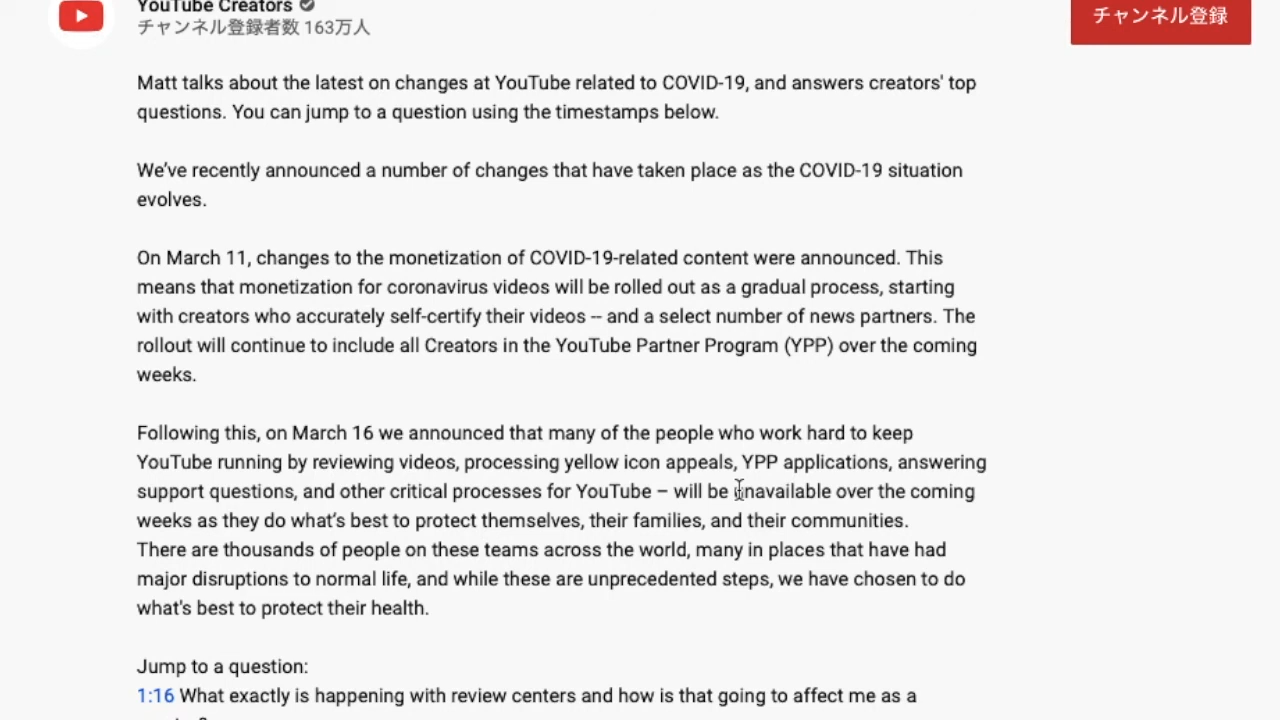 YouTube Creators
チャンネル登録者数 163万人
チャンネル登録
Matt talks about the latest on changes at YouTube related to COVID-19, and answers creators' top
questions. You can jump to a question using the timestamps below.
We’ve recently announced a number of changes that have taken place as the COVID-19 situation
evolves.
On March 11, changes to the monetization of COVID-19-related content were announced. This
means that monetization for coronavirus videos will be rolled out as a gradual process, starting
with creators who accurately self-certify their videos -- and a select number of news partners. The
rollout will continue to include all Creators in the YouTube Partner Program (YPP) over the coming
weeks.
Following this, on March 16 we announced that many of the people who work hard to keep
YouTube running by reviewing videos, processing yellow icon appeals, YPP applications, answering
support questions, and other critical processes for YouTube – will be unavailable over the coming
weeks as they do what’s best to protect themselves, their families, and their communities.
There are thousands of people on these teams across the world, many in places that have had
major disruptions to normal life, and while these are unprecedented steps, we have chosen to do
what's best to protect their health.
Jump to a question:
1:16 What exactly is happening with review centers and how is that going to affect me as a